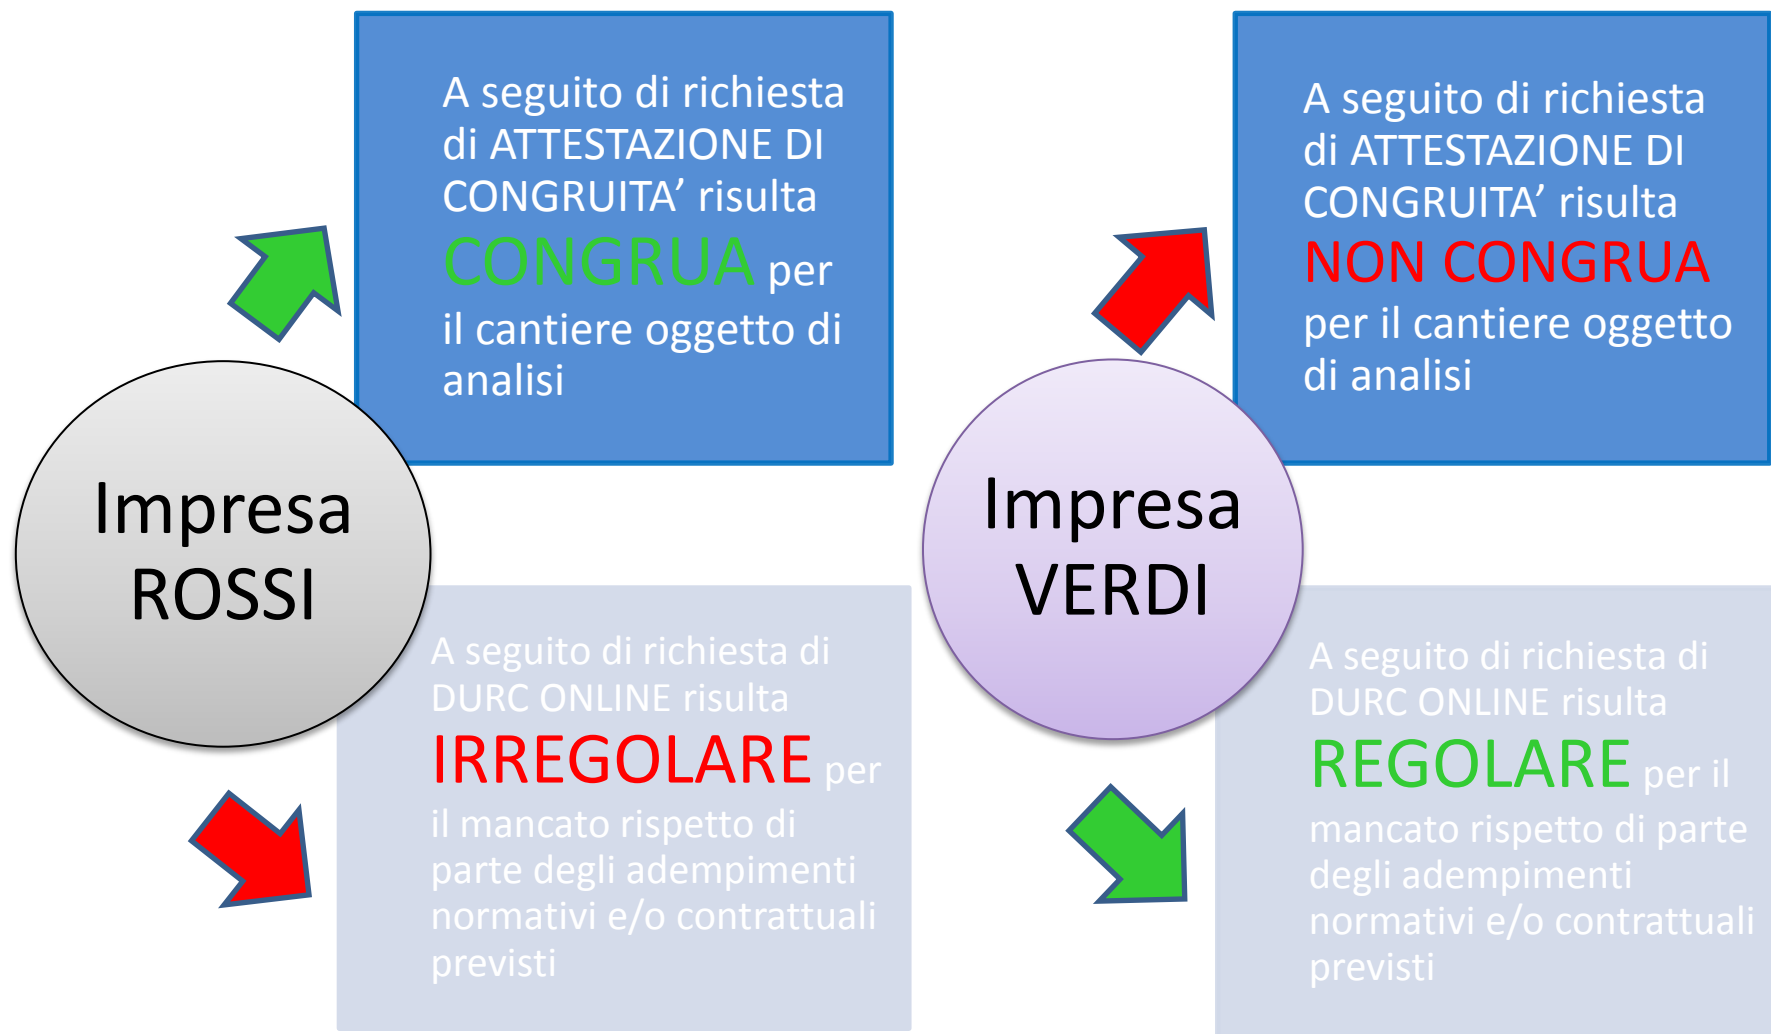 A seguito di richiesta
di ATTESTAZIONE DI
CONGRUITA’ risulta
CONGRUA per
il cantiere oggetto di
analisi
Impresa
ROSSI
A seguito di richiesta di
DURC ONLINE risulta
IRREGOLARE per
il mancato rispetto di
parte degli adempimenti
normativi e/o contrattuali
previsti
A seguito di richiesta
di ATTESTAZIONE DI
CONGRUITA’ risulta
NON CONGRUA
per il cantiere oggetto
di analisi
Impresa
VERDI
A seguito di richiesta di
DURC ONLINE risulta
REGOLARE per il
mancato rispetto di parte
degli adempimenti
normativi e/o contrattuali
previsti